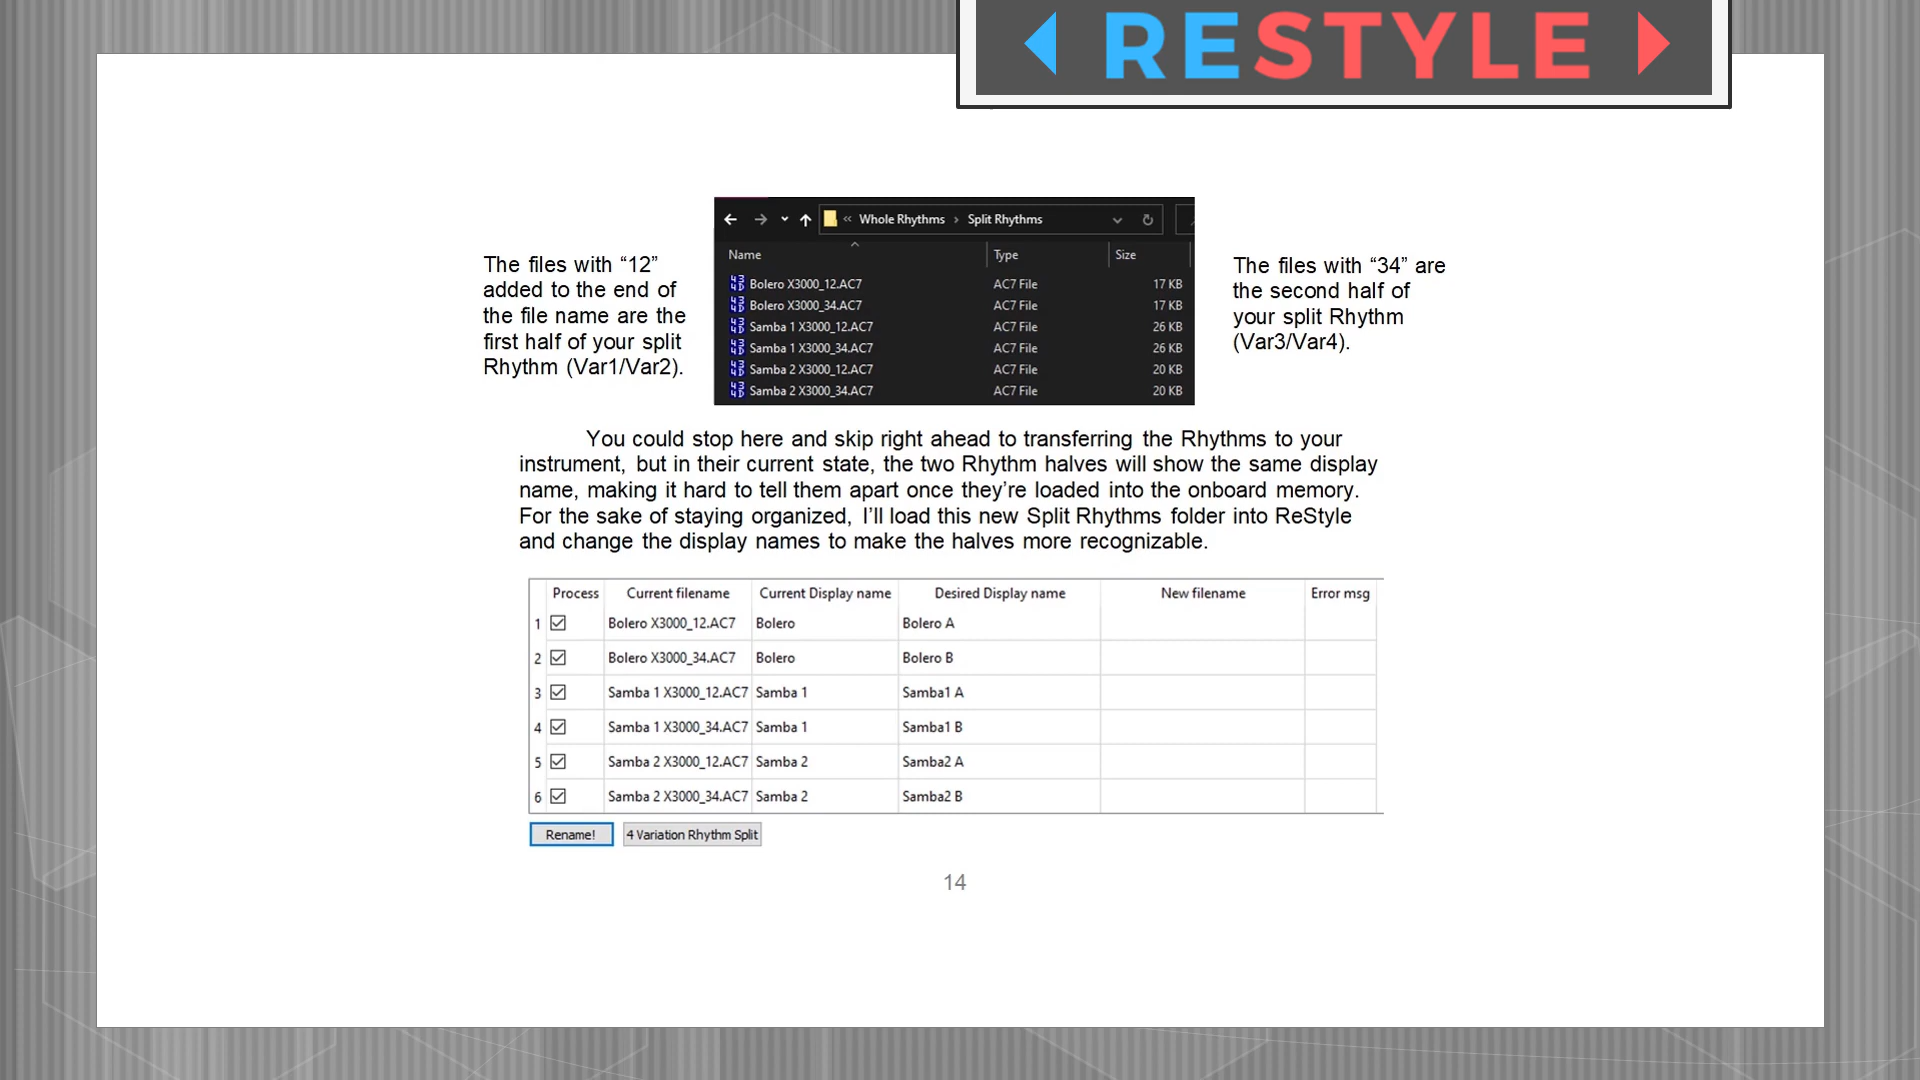 RESTYLE
Whole Rhythms
Split Rhythms
Name Type Size
Bolero X3000_12.AC7 AC7 File 17 KB
Bolero X3000_34.AC7 AC7 File 17 KB
Samba 1 X3000_12.AC7 AC7 File 26 KB
Samba 1 X3000_34.AC7 AC7 File 26 KB
Samba 2 X3000_12.AC7 AC7 File 20 KB
Samba 2 X3000_34.AC7 AC7 File 20 KB
The files with “12”
added to the end of
the file name are the
first half of your split
Rhythm (Var1/Var2).
The files with “34” are
the second half of
your split Rhythm
(Var3/Var4).
You could stop here and skip right ahead to transferring the Rhythms to your
instrument, but in their current state, the two Rhythm halves will show the same display
name, making it hard to tell them apart once they’re loaded into the onboard memory.
For the sake of staying organized, I’ll load this new Split Rhythms folder into ReStyle
and change the display names to make the halves more recognizable.
Process Current filename Current Display name Desired Display name New filename Error msg
1 Bolero X3000_12.AC7 Bolero Bolero A
2 Bolero X3000_34.AC7 Bolero Bolero B
3 Samba 1 X3000_12.AC7 Samba 1 Samba1 A
4 Samba 1 X3000_34.AC7 Samba 1 Samba1 B
5 Samba 2 X3000_12.AC7 Samba 2 Samba2 A
6 Samba 2 X3000_34.AC7 Samba 2 Samba2 B
Rename! 4 Variation Rhythm Split
14